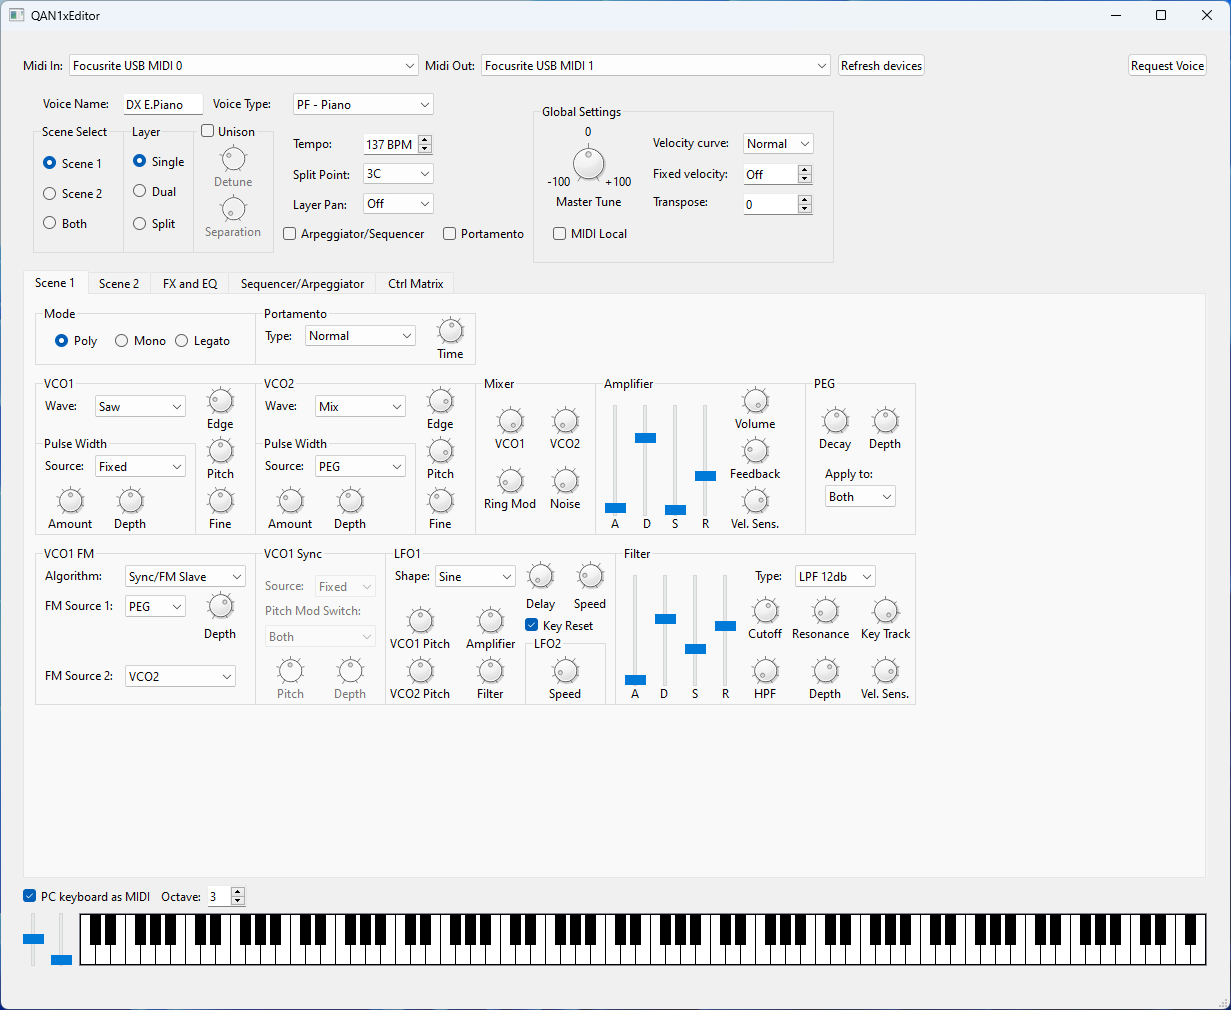 QAN1xEditor
Midi In: Focusrite USB MIDI 0 Midi Out: Focusrite USB MIDI 1 Refresh devices Request Voice
Voice Name: DX E.Piano Voice Type: PF - Piano
Scene Select
Scene 1
Scene 2
Both
Layer
Single
Dual
Split
Unison
Detune
Separation
Tempo: 137 BPM
Split Point: 3C
Layer Pan: Off
Arpeggiator/Sequencer Portamento
Global Settings
0
-100 +100
Master Tune
Velocity curve: Normal
Fixed velocity: Off
Transpose: 0
MIDI Local
Scene 1 Scene 2 FX and EQ Sequencer/Arpeggiator Ctrl Matrix
Mode
Poly Mono Legato
Portamento
Type: Normal
Time
VCO1
Wave: Saw
Edge
Pulse Width
Source: Fixed
Pitch
Amount Depth Fine
VCO2
Wave: Mix
Edge
Pulse Width
Source: PEG
Pitch
Amount Depth Fine
Mixer
VCO1 VCO2
Ring Mod Noise
Amplifier
Volume
Feedback
A D S R Vel. Sens.
PEG
Decay Depth
Apply to:
Both
VCO1 FM
Algorithm: Sync/FM Slave
FM Source 1: PEG
Depth
FM Source 2: VCO2
VCO1 Sync
Source: Fixed
Pitch Mod Switch:
Both
Pitch Depth
LFO1
Shape: Sine
Delay Speed
Key Reset
VCO1 Pitch Amplifier
VCO2 Pitch Filter
LFO2
Speed
Filter
Type: LPF 12db
Cutoff Resonance Key Track
A D S R HPF Depth Vel. Sens.
PC keyboard as MIDI Octave: 3